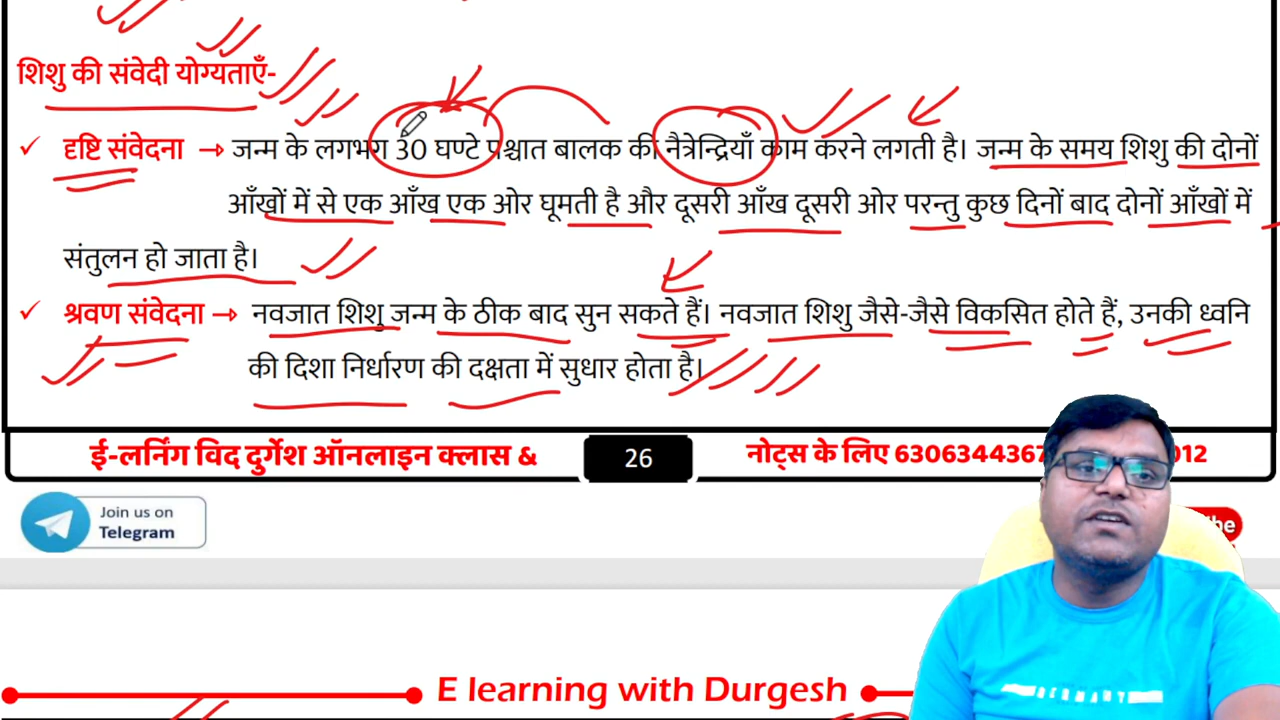 शिशु की संवेदी योग्यताएँ-
दृष्टि संवेदना → जन्म के लगभग 30 घण्टे पश्चात बालक की नैत्रेन्द्रियाँ काम करने लगती है। जन्म के समय शिशु की दोनों
आँखों में से एक आँख एक ओर घूमती है और दूसरी आँख दूसरी ओर परन्तु कुछ दिनों बाद दोनों आँखों में
संतुलन हो जाता है।
श्रवण संवेदना → नवजात शिशु जन्म के ठीक बाद सुन सकते हैं। नवजात शिशु जैसे-जैसे विकसित होते हैं, उनकी ध्वनि
की दिशा निर्धारण की दक्षता में सुधार होता है।
ई-लर्निंग विद दुर्गेश ऑनलाइन क्लास &
26
नोट्स के लिए
Join us on
Telegram
E learning with Durgesh